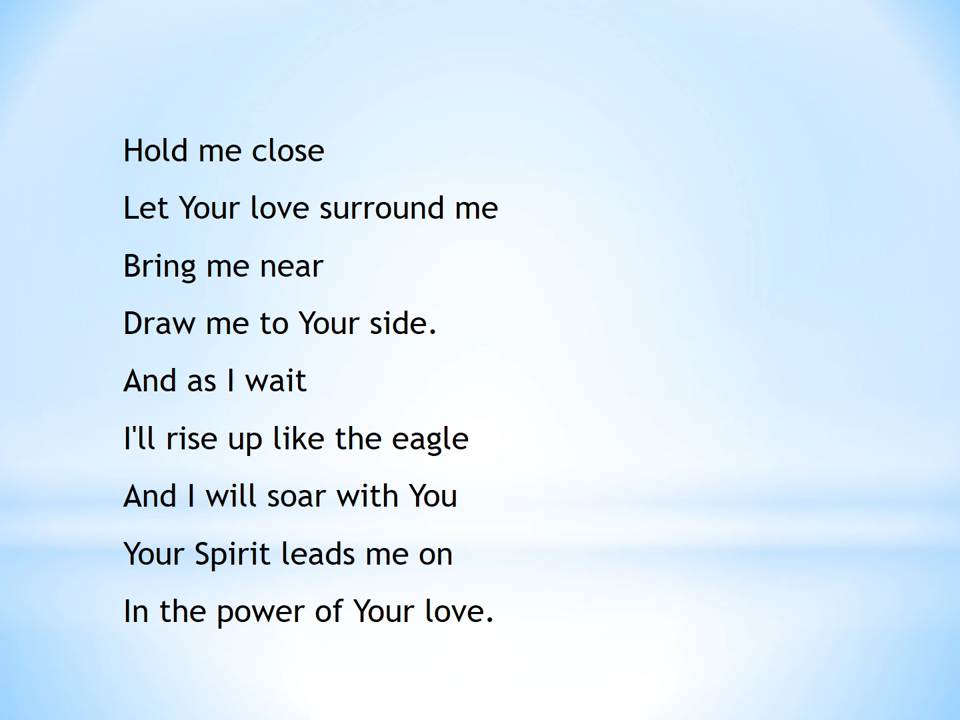 Hold me close
Let Your love surround me
Bring me near
Draw me to Your side.
And as I wait
I'll rise up like the eagle
And I will soar with You
Your Spirit leads me on
In the power of Your love.